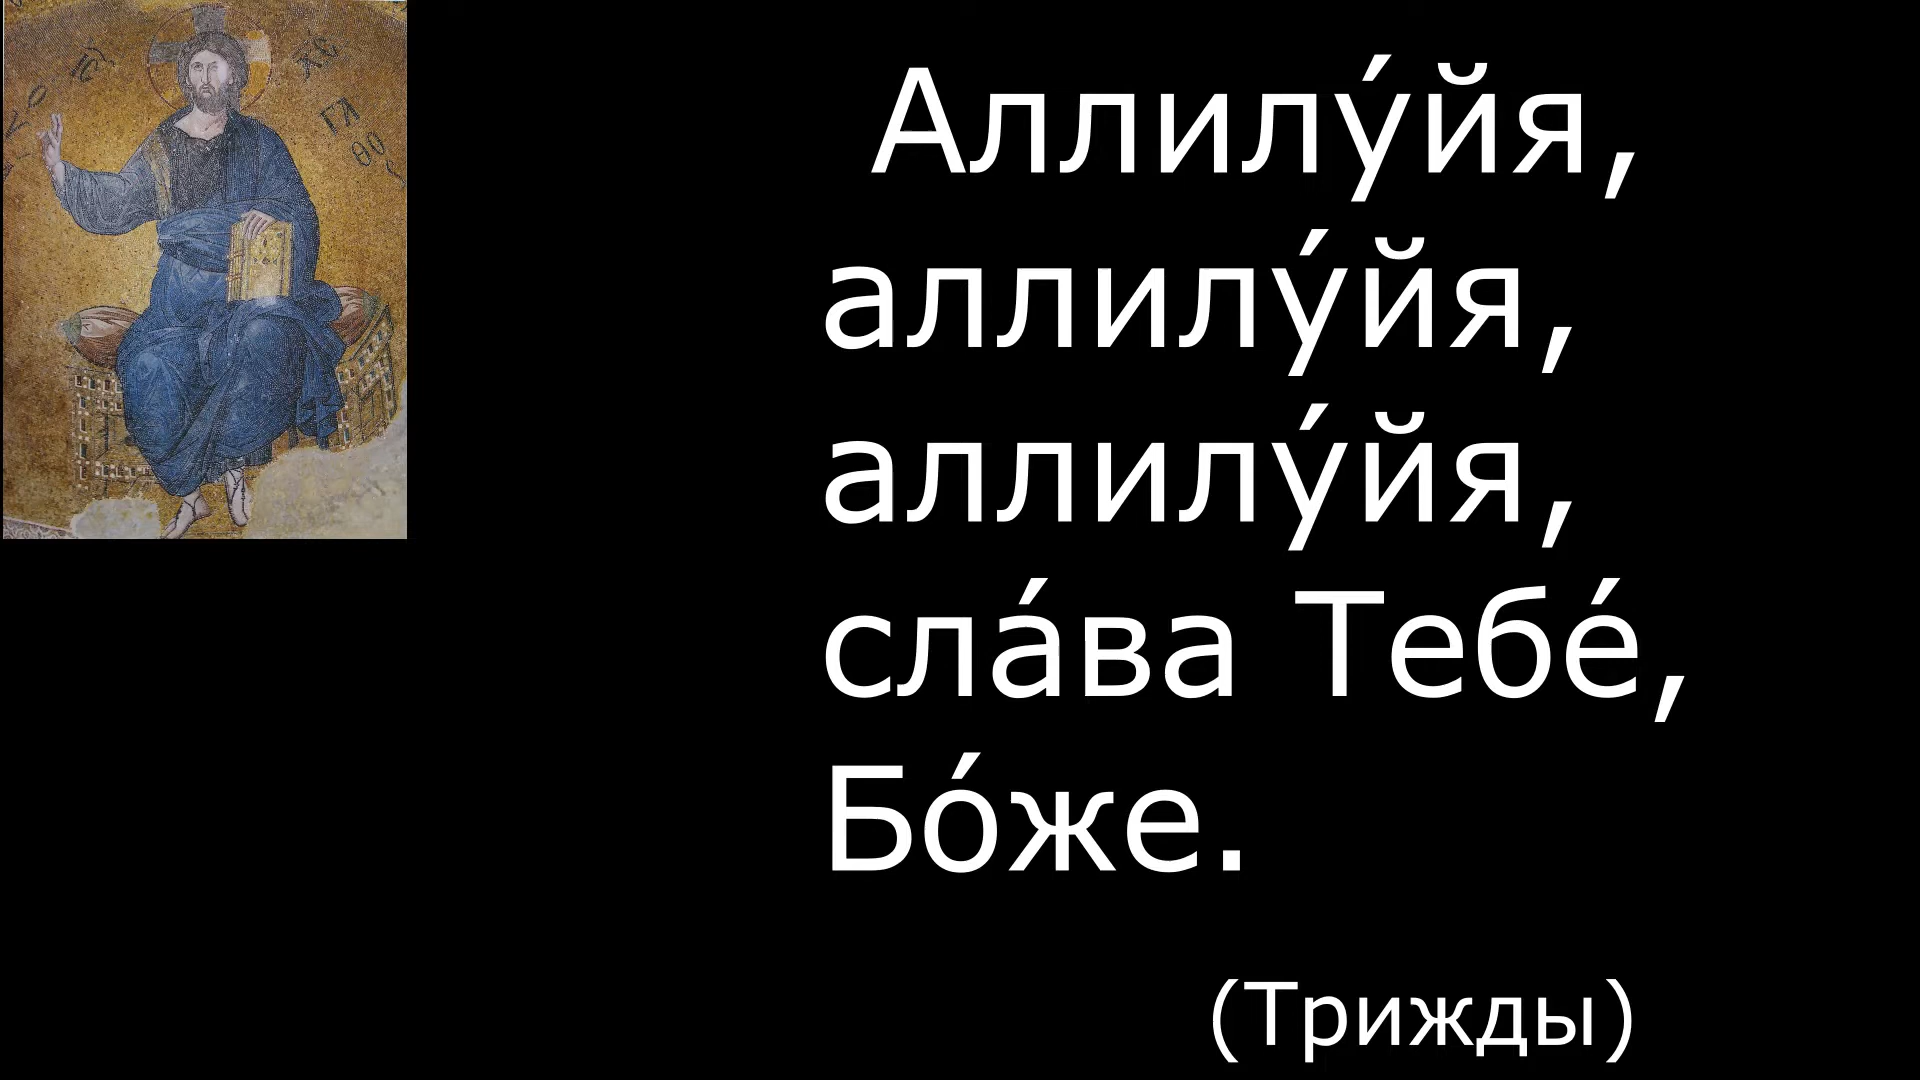 Аллилу́йя,
аллилу́йя,
аллилу́йя,
сла́ва Тебе́,
Бо́же.
(Трижды)